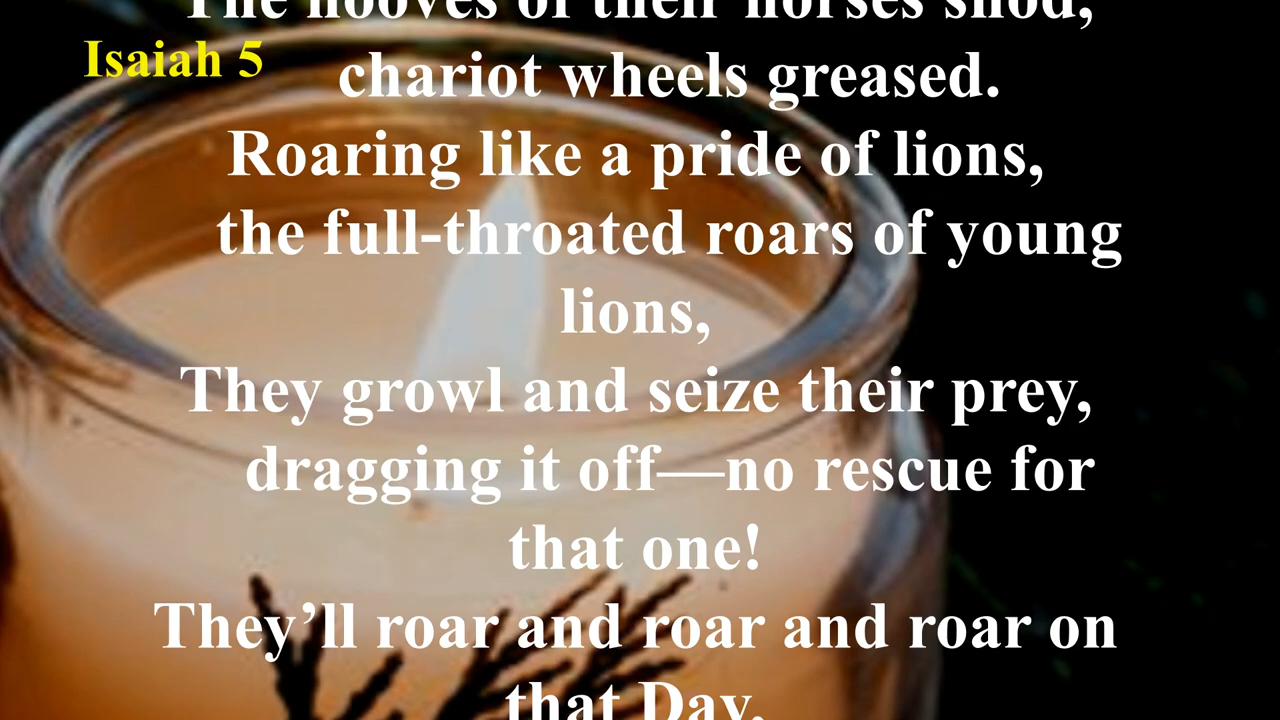 The hooves of their horses shod,
Isaiah 5
chariot wheels greased.
Roaring like a pride of lions,
the full-throated roars of young
lions,
They growl and seize their prey,
dragging it off—no rescue for
that one!
They’ll roar and roar and roar on
that Day,